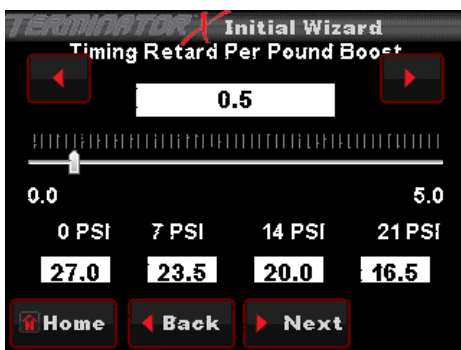 TERMINATOR X Initial Wizard
Timing Retard Per Pound Boost
0.5
0.0 5.0
0 PSI 7 PSI 14 PSI 21 PSI
27.0 23.5 20.0 16.5
Home Back Next